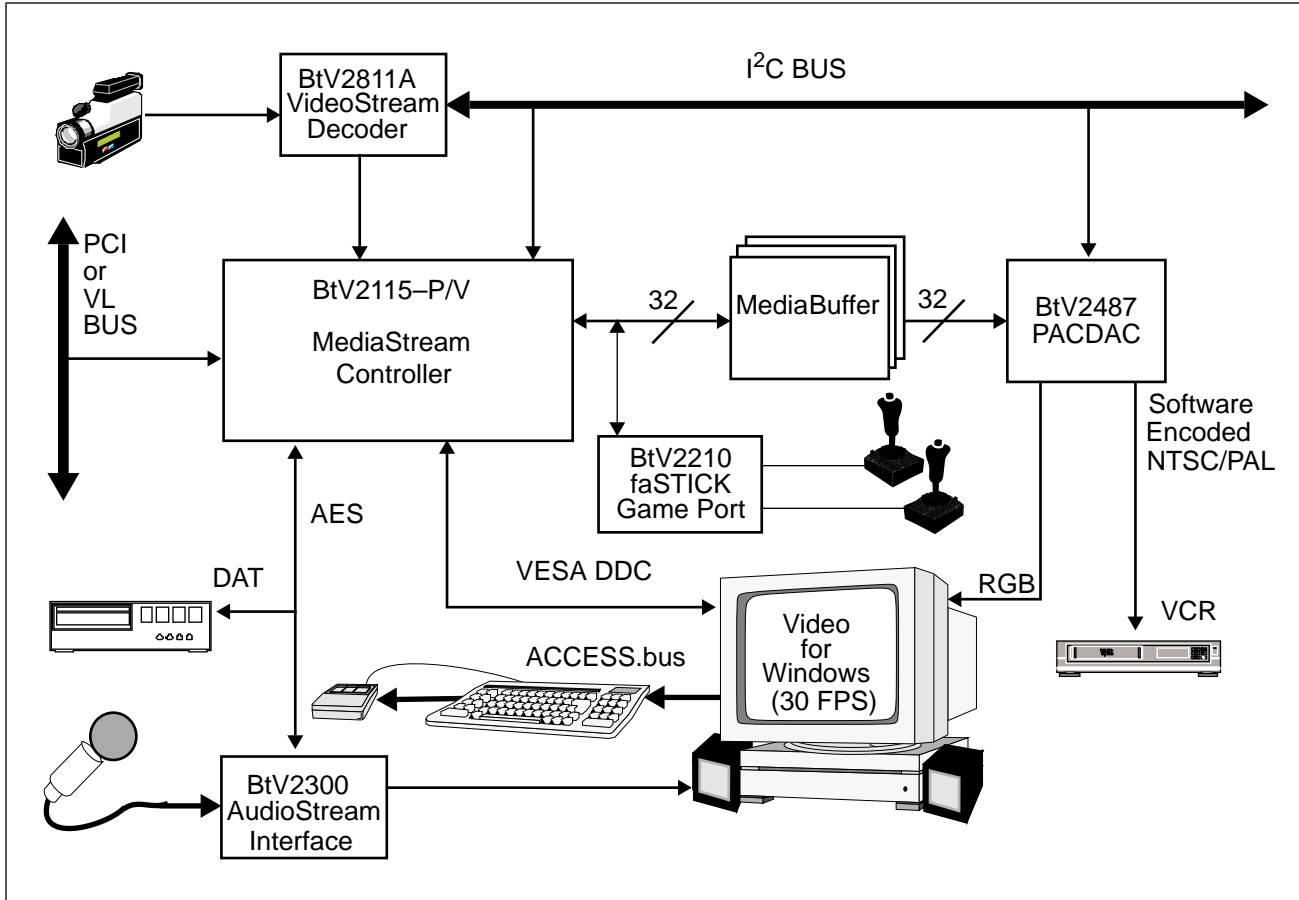 BtV2811A
VideoStream
Decoder
I²C BUS
PCI
or
VL
BUS
BtV2115–P/V
MediaStream
Controller
32
MediaBuffer
32
BtV2487
PACDAC
BtV2210
faSTICK
Game Port
Software
Encoded
NTSC/PAL
AES
DAT
VESA DDC
RGB
VCR
Video
for
Windows
(30 FPS)
ACCESS.bus
BtV2300
AudioStream
Interface